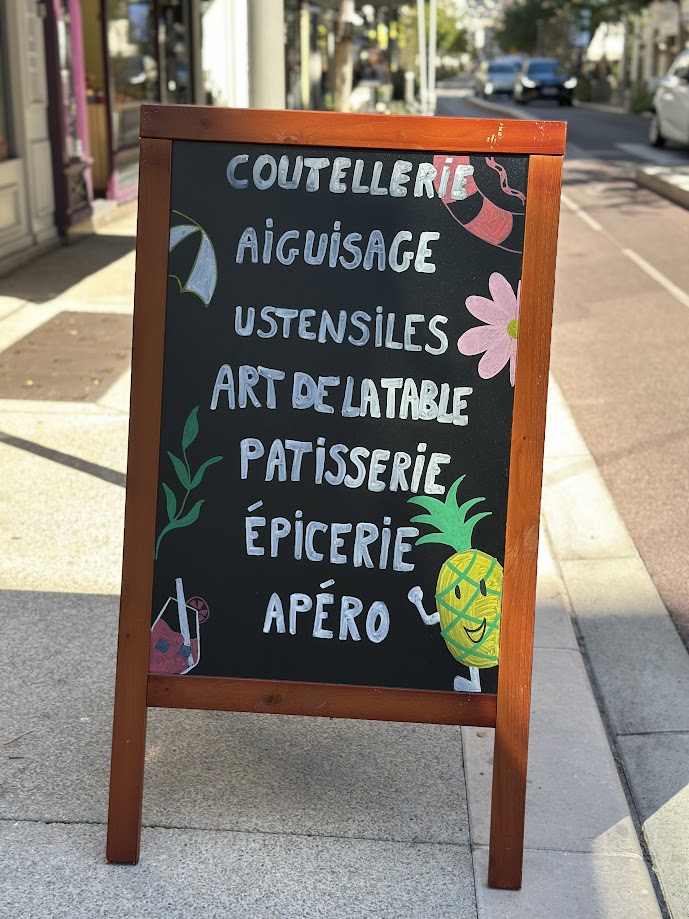 COUTELLERIE
AIGUISAGE
USTENSILES
ART DE LA TABLE
PATISSERIE
ÉPICERIE
APÉRO